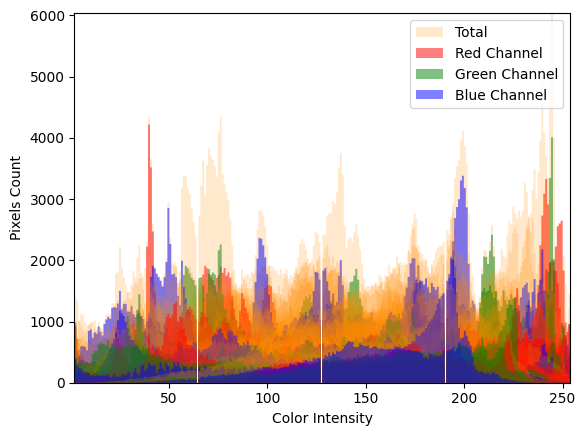 6000
5000
4000
3000
2000
1000
0
Pixels Count
50
100
150
200
250
Color Intensity
Total
Red Channel
Green Channel
Blue Channel